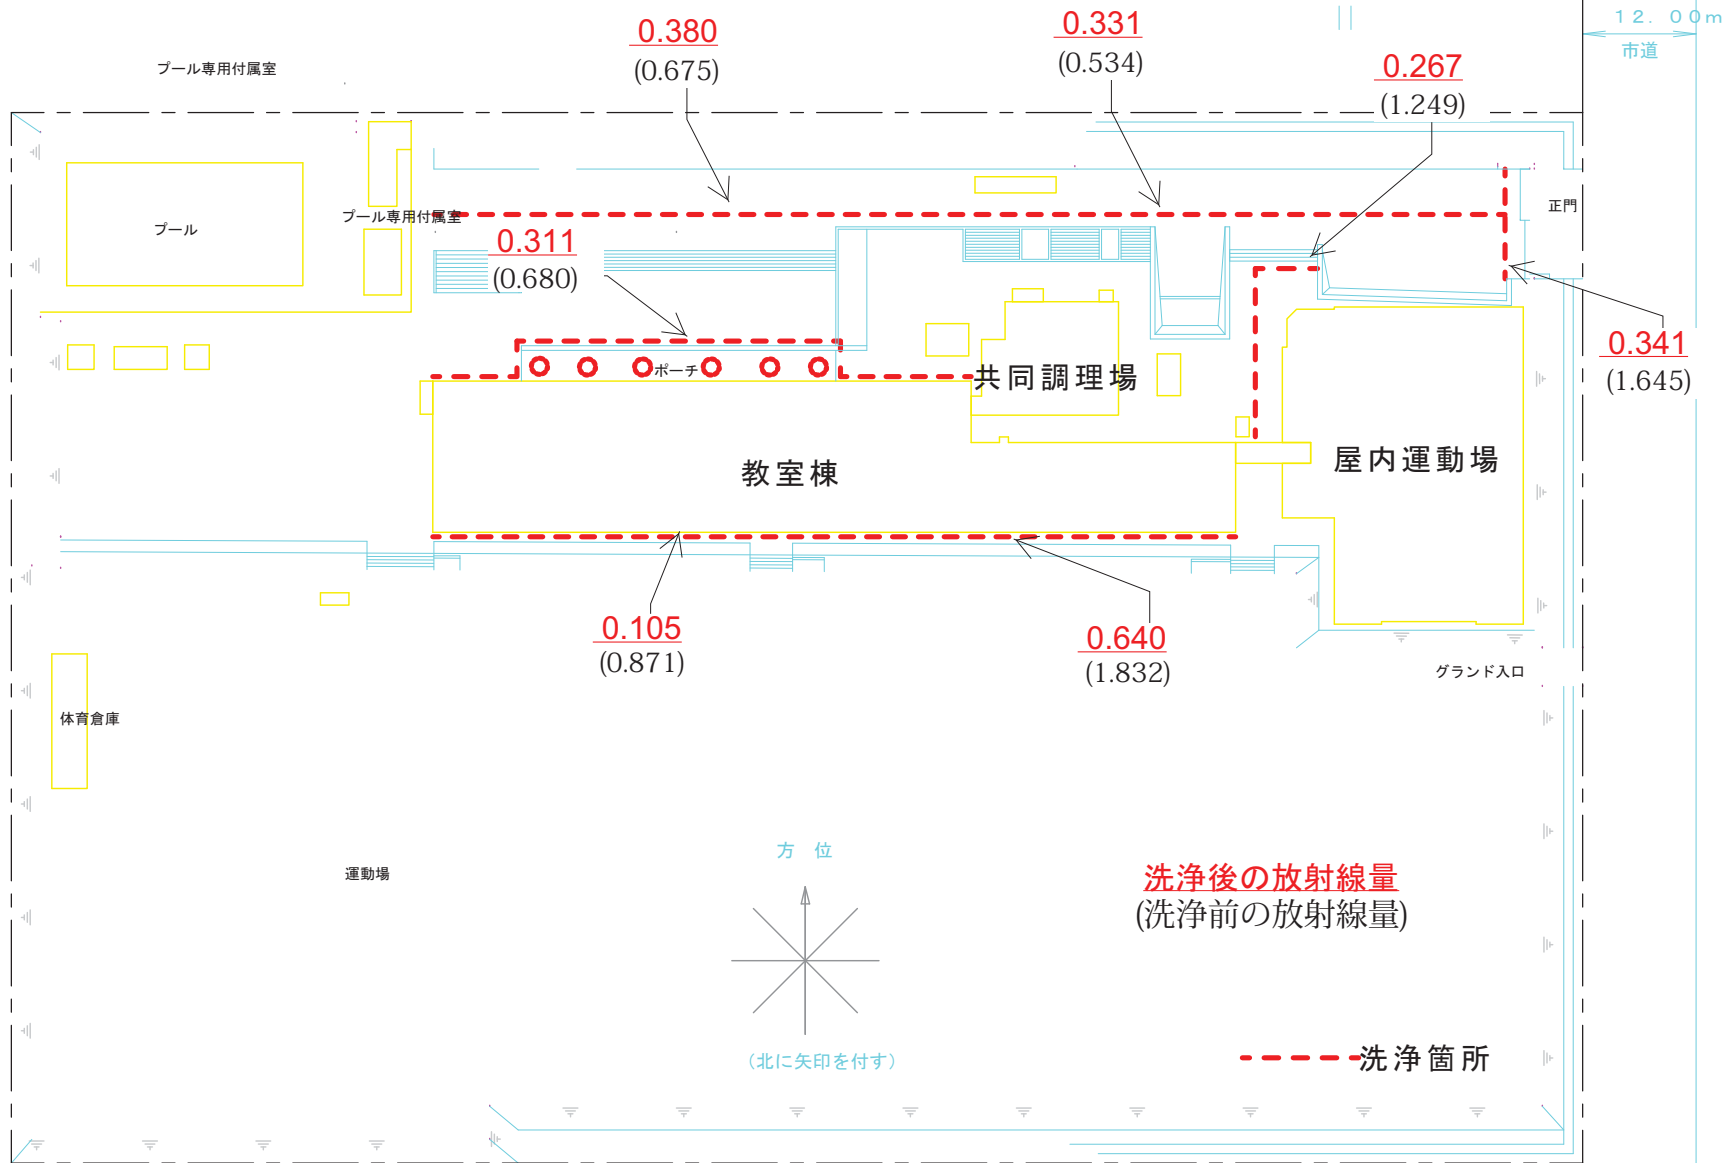 12.00m
市道
0.380
(0.675)
0.331
(0.534)
0.267
(1.249)
プール専用付属室
プール
プール専用付属室
正門
0.311
(0.680)
0.341
(1.645)
ポーチ
共同調理場
教室棟
屋内運動場
0.105
(0.871)
0.640
(1.832)
グランド入口
体育倉庫
運動場
方 位
(北に矢印を付す)
洗浄後の放射線量
(洗浄前の放射線量)
洗浄箇所